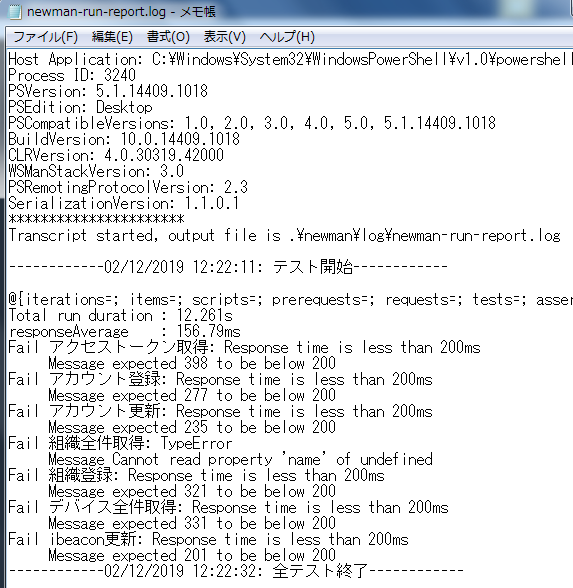 newman-run-report.log - メモ帳
ファイル(F) 編集(E) 書式(O) 表示(V) ヘルプ(H)
Host Application: C:¥Windows¥System32¥WindowsPowerShell¥v1.0¥powershell
Process ID: 3240
PSVersion: 5.1.14409.1018
PSEdition: Desktop
PSCompatibleVersions: 1.0, 2.0, 3.0, 4.0, 5.0, 5.1.14409.1018
BuildVersion: 10.0.14409.1018
CLRVersion: 4.0.30319.42000
WSManStackVersion: 3.0
PSRemotingProtocolVersion: 2.3
SerializationVersion: 1.1.0.1
**********************
Transcript started, output file is .¥newman¥log¥newman-run-report.log
------------02/12/2019 12:22:11: テスト開始------------
@{iterations=; items=; scripts=; prerequests=; requests=; tests=; asser
Total run duration : 12.261s
responseAverage    : 156.79ms
Fail アクセストークン取得: Response time is less than 200ms
Message expected 398 to be below 200
Fail アカウント登録: Response time is less than 200ms
Message expected 277 to be below 200
Fail アカウント更新: Response time is less than 200ms
Message expected 235 to be below 200
Fail 組織全件取得: TypeError
Message Cannot read property 'name' of undefined
Fail 組織登録: Response time is less than 200ms
Message expected 321 to be below 200
Fail デバイス全件取得: Response time is less than 200ms
Message expected 331 to be below 200
Fail ibeacon更新: Response time is less than 200ms
Message expected 201 to be below 200
------------02/12/2019 12:22:32: 全テスト終了------------